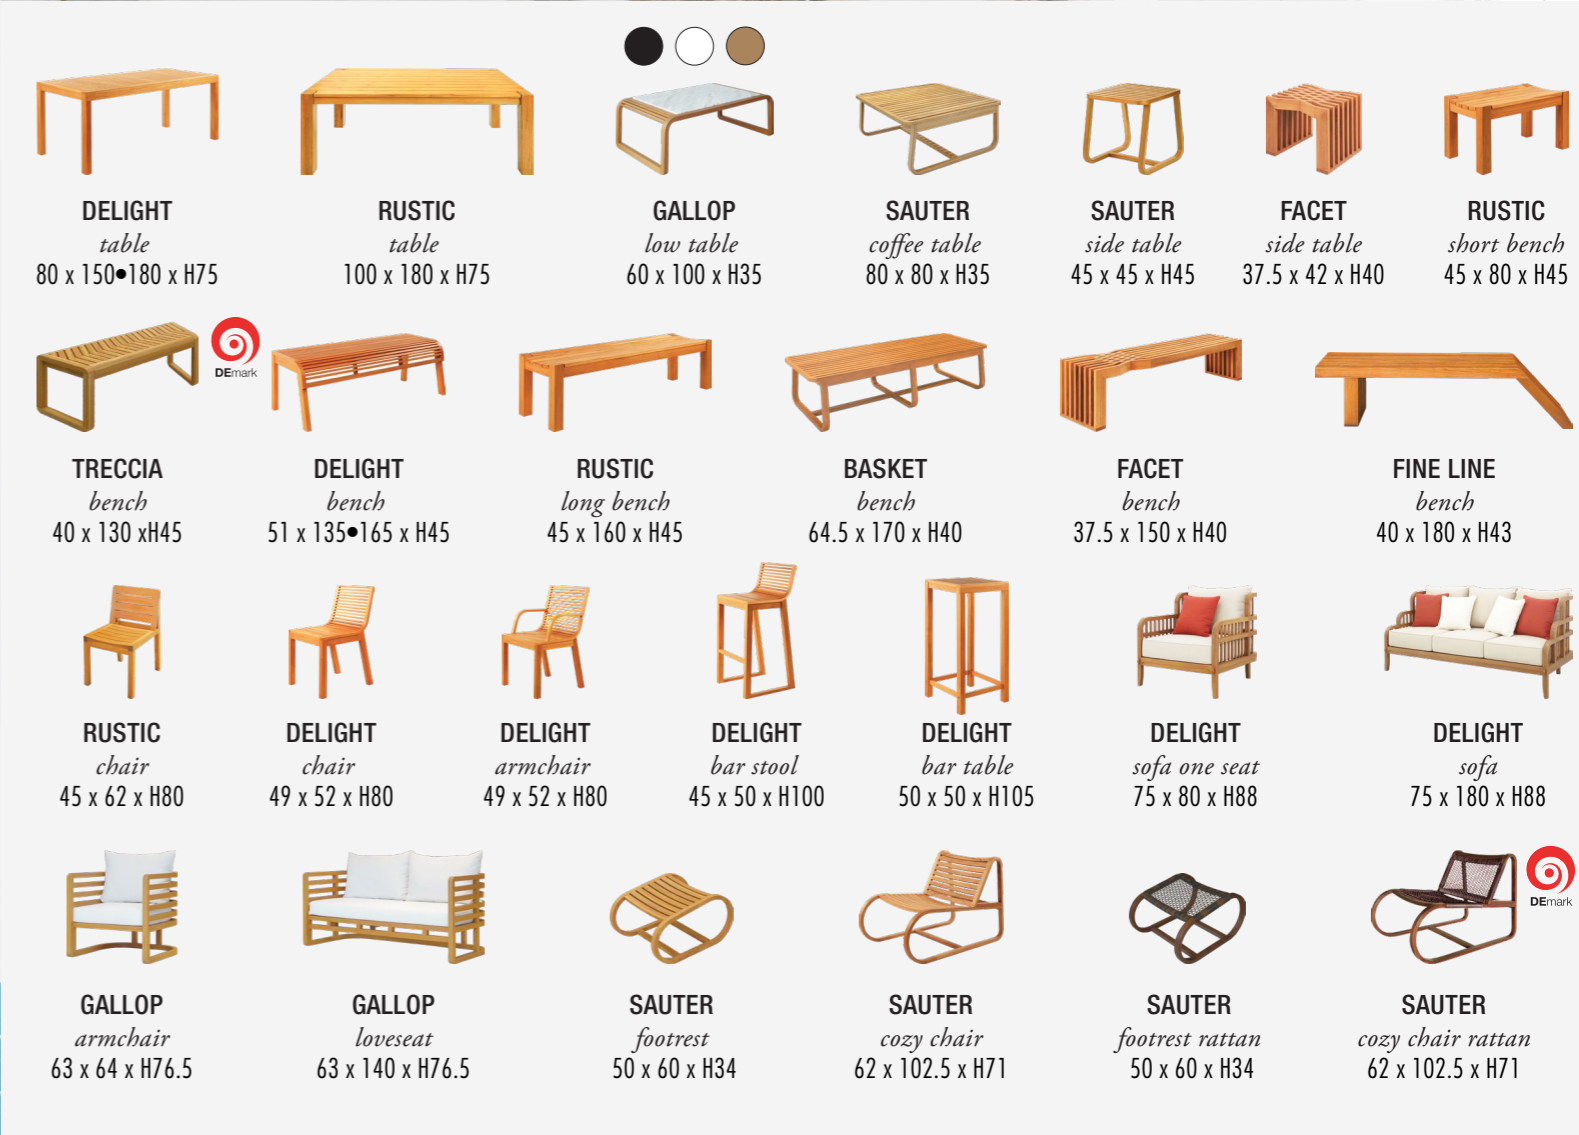 DELIGHT
table
80 x 150•180 x H75
RUSTIC
table
100 x 180 x H75
GALLOP
low table
60 x 100 x H35
SAUTER
coffee table
80 x 80 x H35
SAUTER
side table
45 x 45 x H45
FACET
side table
37.5 x 42 x H40
RUSTIC
short bench
45 x 80 x H45
DEmark
TRECCIA
bench
40 x 130 xH45
DELIGHT
bench
51 x 135•165 x H45
RUSTIC
long bench
45 x 160 x H45
BASKET
bench
64.5 x 170 x H40
FACET
bench
37.5 x 150 x H40
FINE LINE
bench
40 x 180 x H43
RUSTIC
chair
45 x 62 x H80
DELIGHT
chair
49 x 52 x H80
DELIGHT
armchair
49 x 52 x H80
DELIGHT
bar stool
45 x 50 x H100
DELIGHT
bar table
50 x 50 x H105
DELIGHT
sofa one seat
75 x 80 x H88
DELIGHT
sofa
75 x 180 x H88
GALLOP
armchair
63 x 64 x H76.5
GALLOP
loveseat
63 x 140 x H76.5
SAUTER
footrest
50 x 60 x H34
SAUTER
cozy chair
62 x 102.5 x H71
SAUTER
footrest rattan
50 x 60 x H34
DEmark
SAUTER
cozy chair rattan
62 x 102.5 x H71